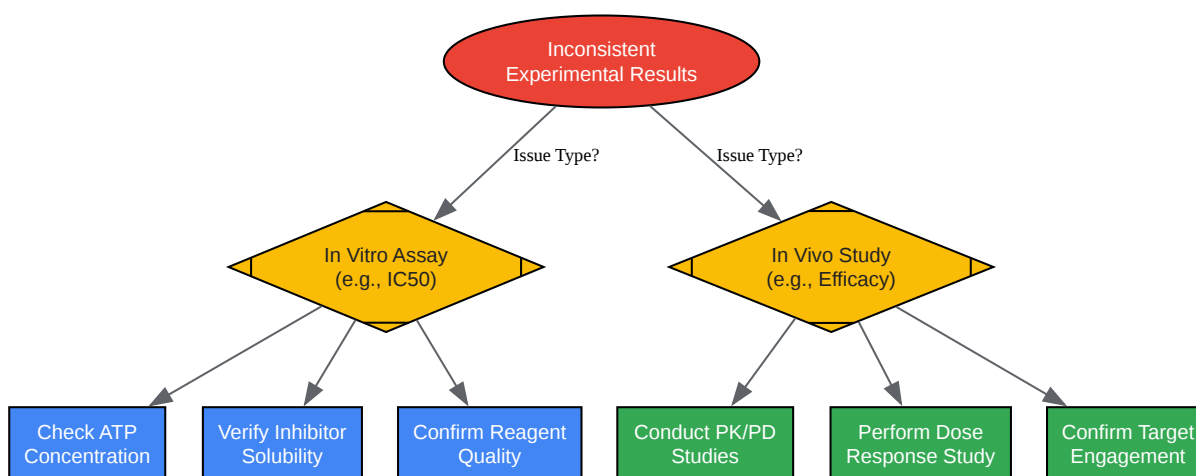 Inconsistent
Experimental Results
Issue Type?
Issue Type?
In Vitro Assay
(e.g., IC50)
In Vivo Study
(e.g., Efficacy)
Check ATP
Concentration
Verify Inhibitor
Solubility
Confirm Reagent
Quality
Conduct PK/PD
Studies
Perform Dose
Response Study
Confirm Target
Engagement